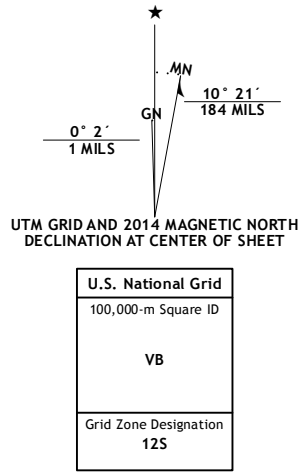 MN
GN
10° 21´
184 MILS
0° 2´
1 MILS
UTM GRID AND 2014 MAGNETIC NORTH
DECLINATION AT CENTER OF SHEET
U.S. National Grid
100,000-m Square ID
VB
Grid Zone Designation
12S